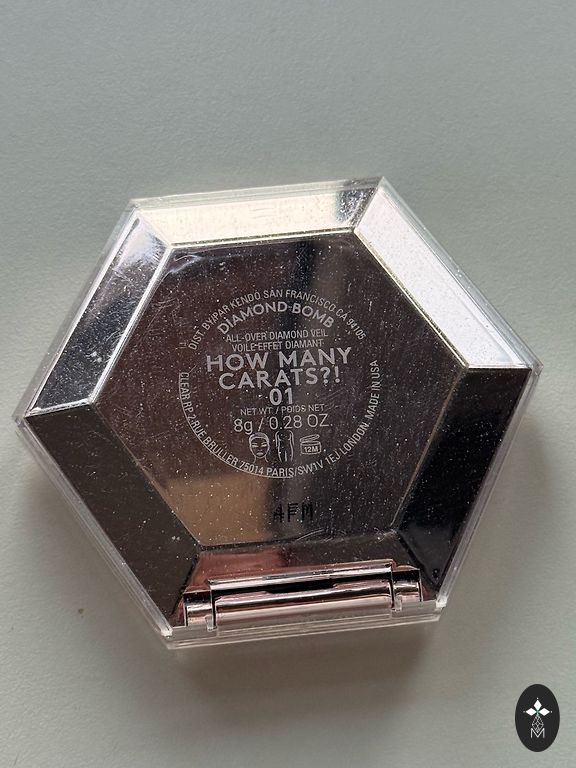 DIST. BY/PAR KENDO SAN FRANCISCO CA 94105
DIAMOND BOMB
ALL-OVER DIAMOND VEIL
VOILE EFFET DIAMANT
HOW MANY
CARATS?!
01
NET WT. / POIDS NET
8g / 0.28 OZ.
12M
CLEAR RP 2 RUE BRULLER 75014 PARIS/SW1V 1EJ LONDON. MADE IN USA
4FM
M